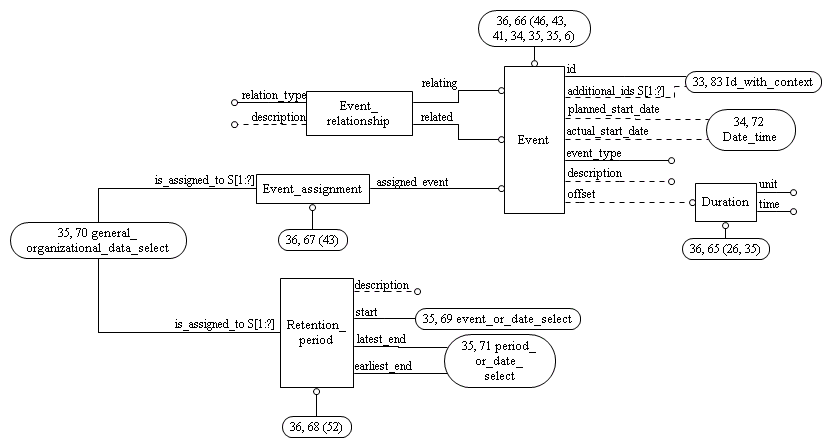 36, 66 (46, 43,
41, 34, 35, 35, 6)
id
33, 83 Id_with_context
additional_ids S[1:?]
relating
relation_type
Event_
relationship
planned_start_date
34, 72
Date_time
description
related
actual_start_date
Event
event_type
description
is_assigned_to S[1:?]
Event_assignment
assigned_event
offset
Duration
unit
time
35, 70 general_
organizational_data_select
36, 67 (43)
36, 65 (26, 35)
description
start
35, 69 event_or_date_select
is_assigned_to S[1:?]
Retention_
period
latest_end
35, 71 period_
or_date_
select
earliest_end
36, 68 (52)